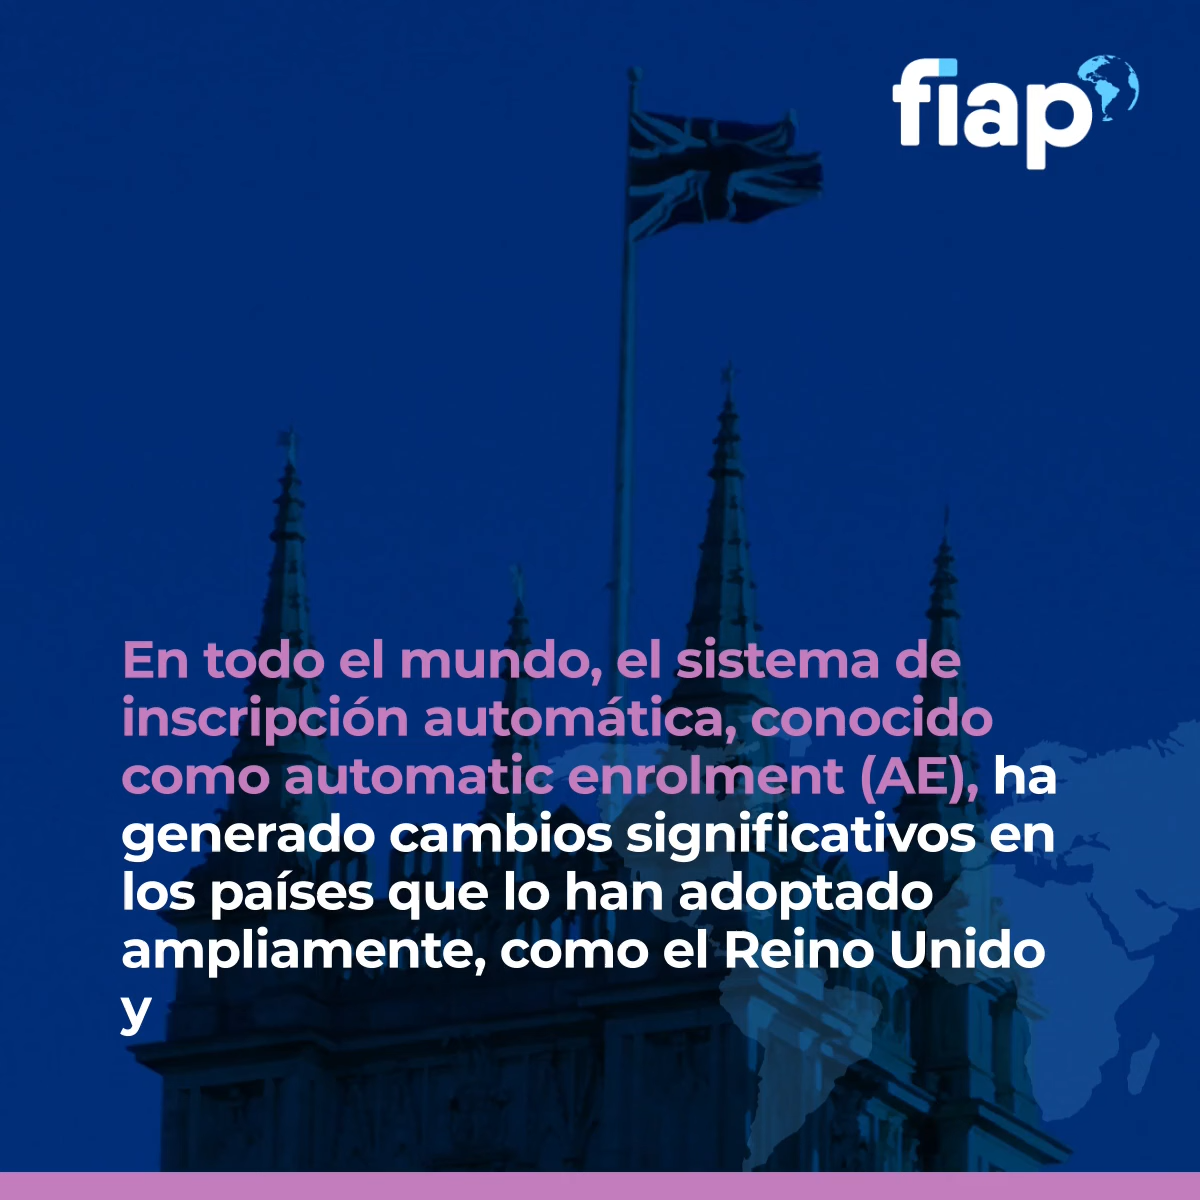 fiap
En todo el mundo, el sistema de
inscripción automática, conocido
como automatic enrolment (AE), ha
generado cambios significativos en
los países que lo han adoptado
ampliamente, como el Reino Unido
y